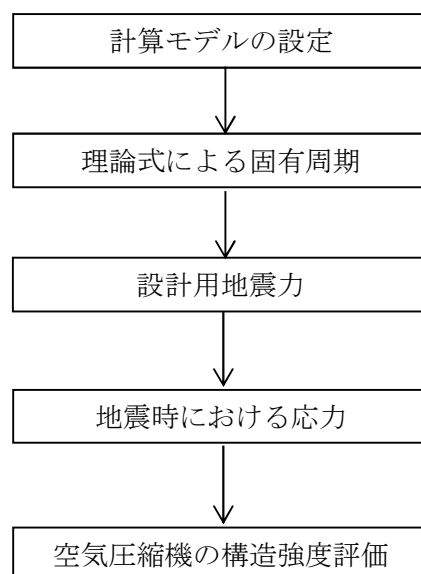 計算モデルの設定
理論式による固有周期
設計用地震力
地震時における応力
空気圧縮機の構造強度評価